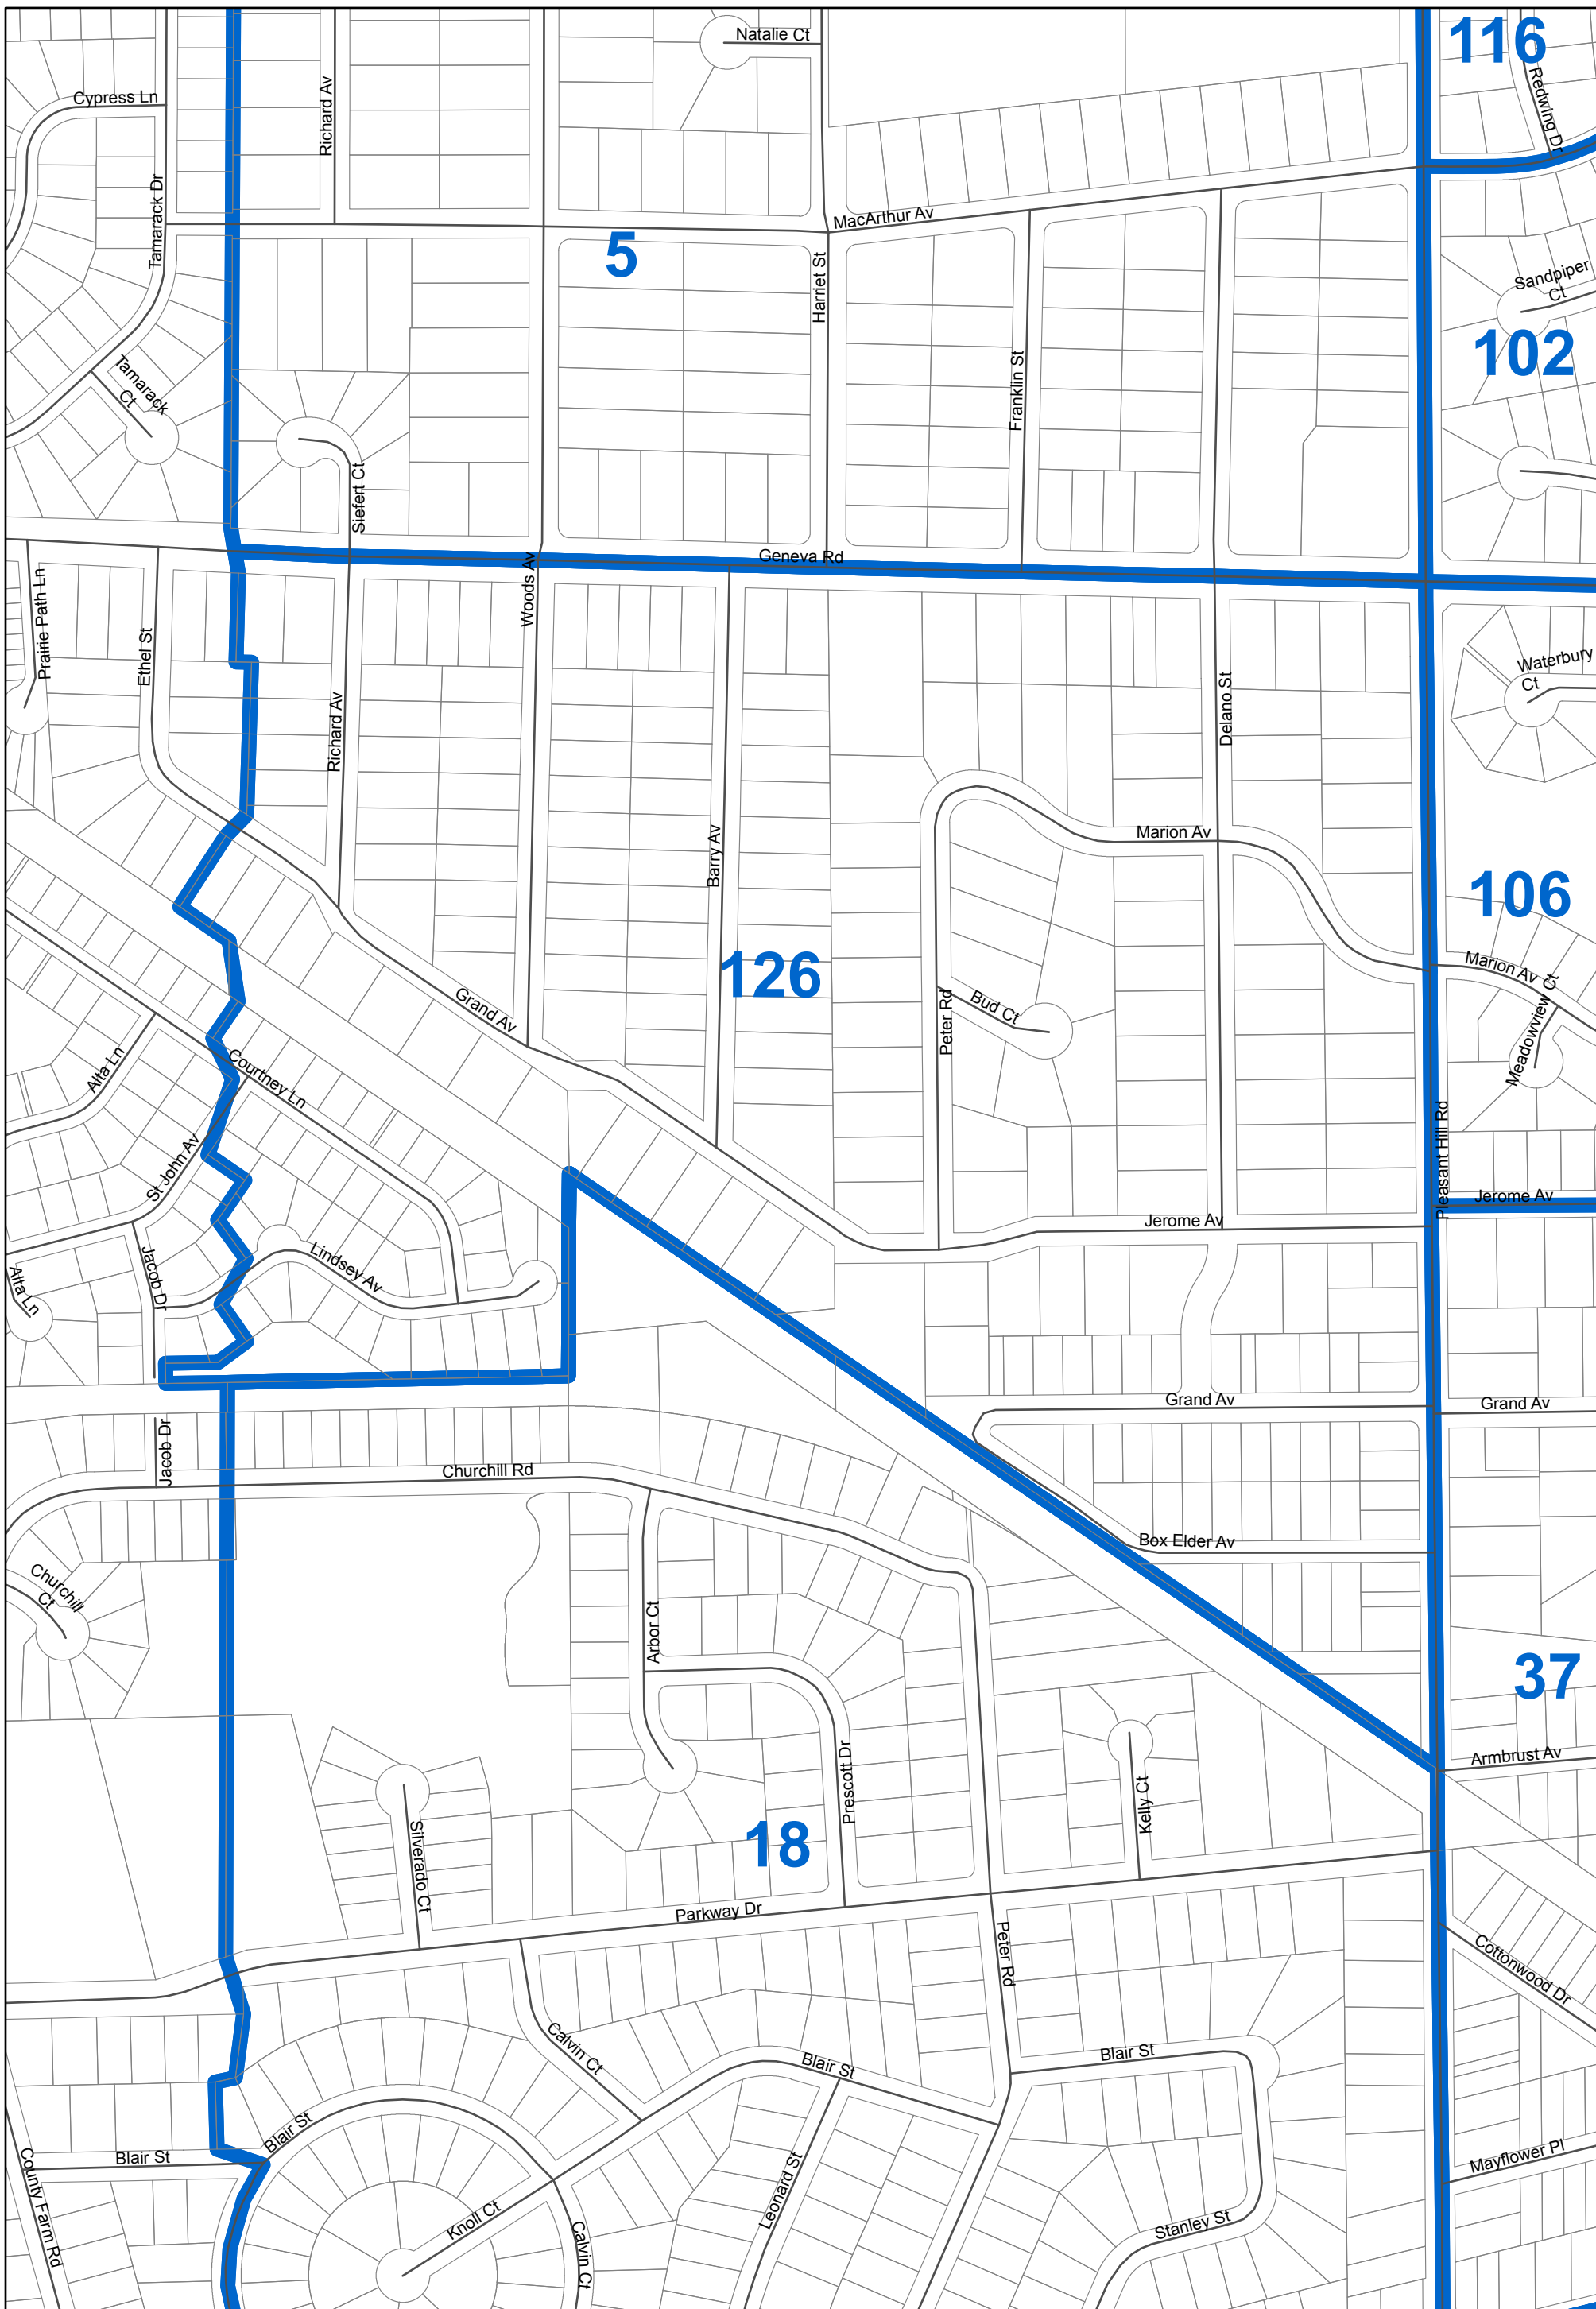 116
Natalie Ct
Redwing Dr
Cypress Ln
Richard Av
Tamarack Dr
MacArthur Av
5
Harriet St
Sandpiper
Ct
102
Tamarack
Ct
Franklin St
Siefert Ct
Geneva Rd
Woods Av
Prairie Path Ln
Ethel St
Waterbury
Ct
Richard Av
Delano St
Marion Av
Barry Av
106
126
Marion Av
Grand Av
Bud Ct
Peter Rd
Meadowview Ct
Alta Ln
Courtney Ln
St John Av
Pleasant Hill Rd
Jerome Av
Jerome Av
Jacob Dr
Lindsey Av
Alta Ln
Grand Av
Grand Av
Jacob Dr
Churchill Rd
Box Elder Av
Churchill
Ct
Arbor Ct
37
Armbrust Av
Prescott Dr
Kelly Ct
18
Silverado Ct
Parkway Dr
Peter Rd
Cottonwood Dr
Calvin Ct
Blair St
Blair St
Blair St
Blair St
County Farm Rd
Mayflower Pl
Leonard St
Knoll Ct
Stanley St
Calvin Ct